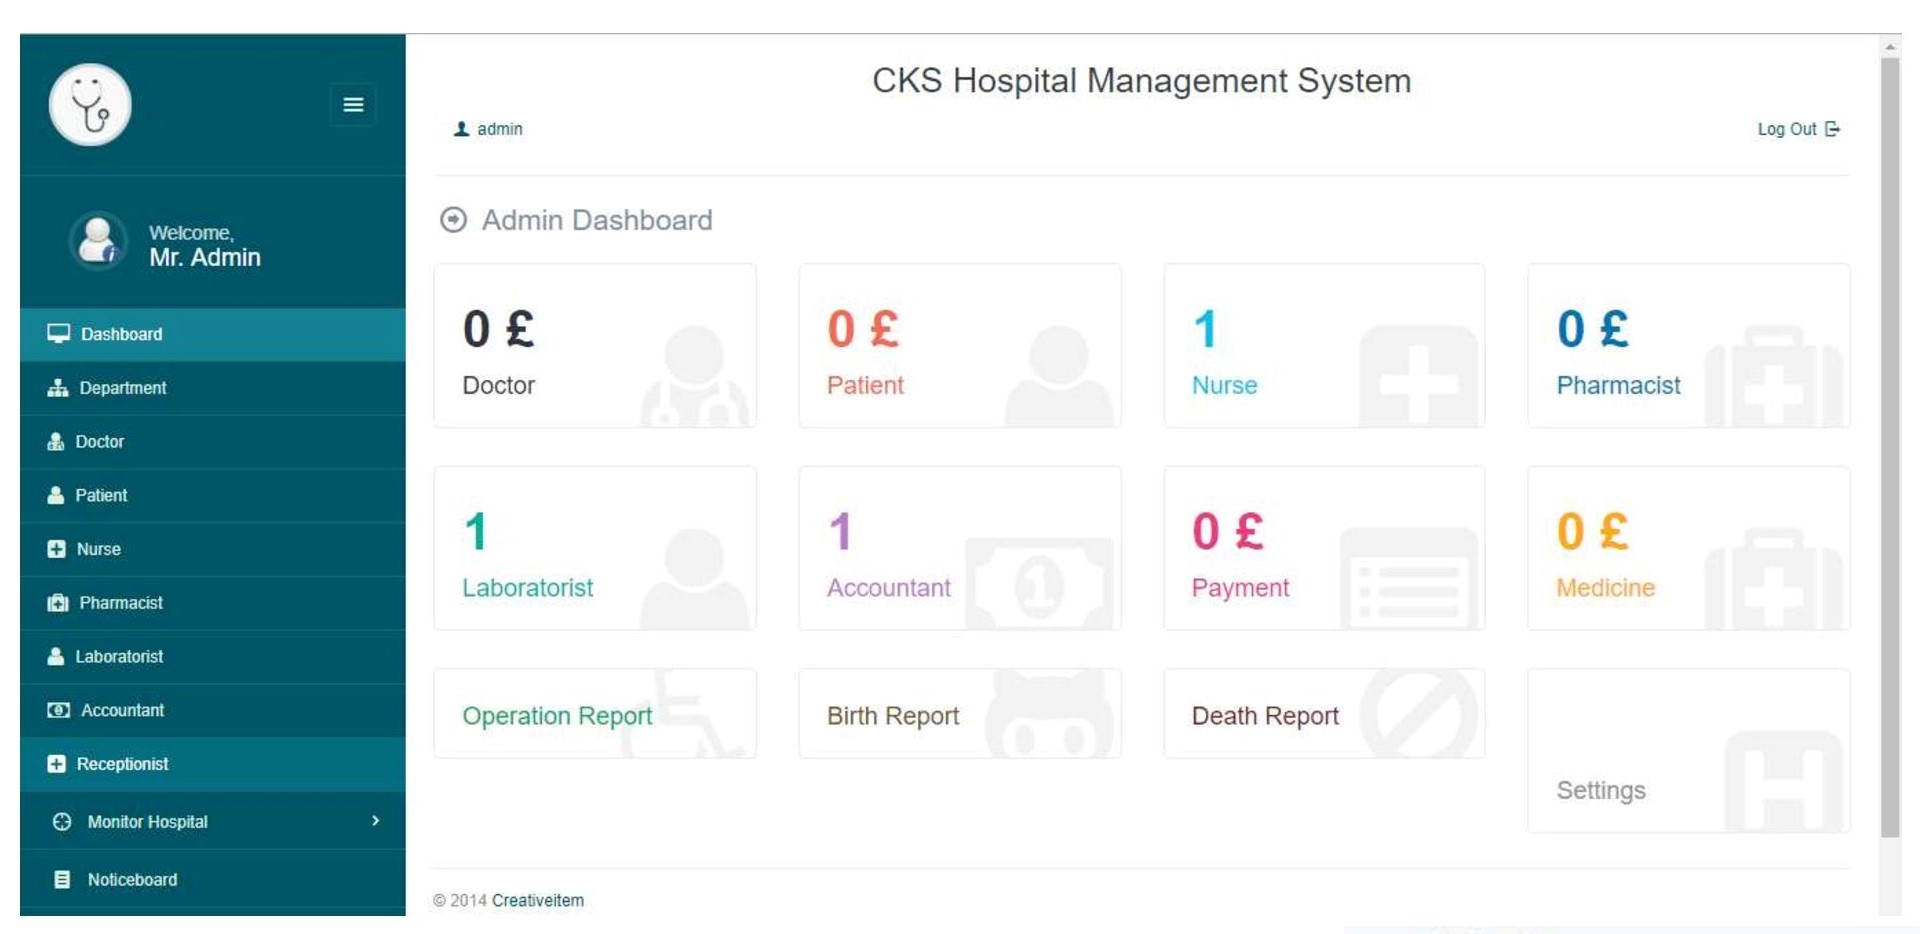 CKS Hospital Management System
admin
Log Out
Welcome,
Mr. Admin
Dashboard
Department
Doctor
Patient
Nurse
Pharmacist
Laboratorist
Accountant
Receptionist
Monitor Hospital
Noticeboard
Admin Dashboard
0 £
Doctor
0 £
Patient
1
Nurse
0 £
Pharmacist
1
Laboratorist
1
Accountant
0 £
Payment
0 £
Medicine
Operation Report
Birth Report
Death Report
Settings
© 2014 Creativeitem